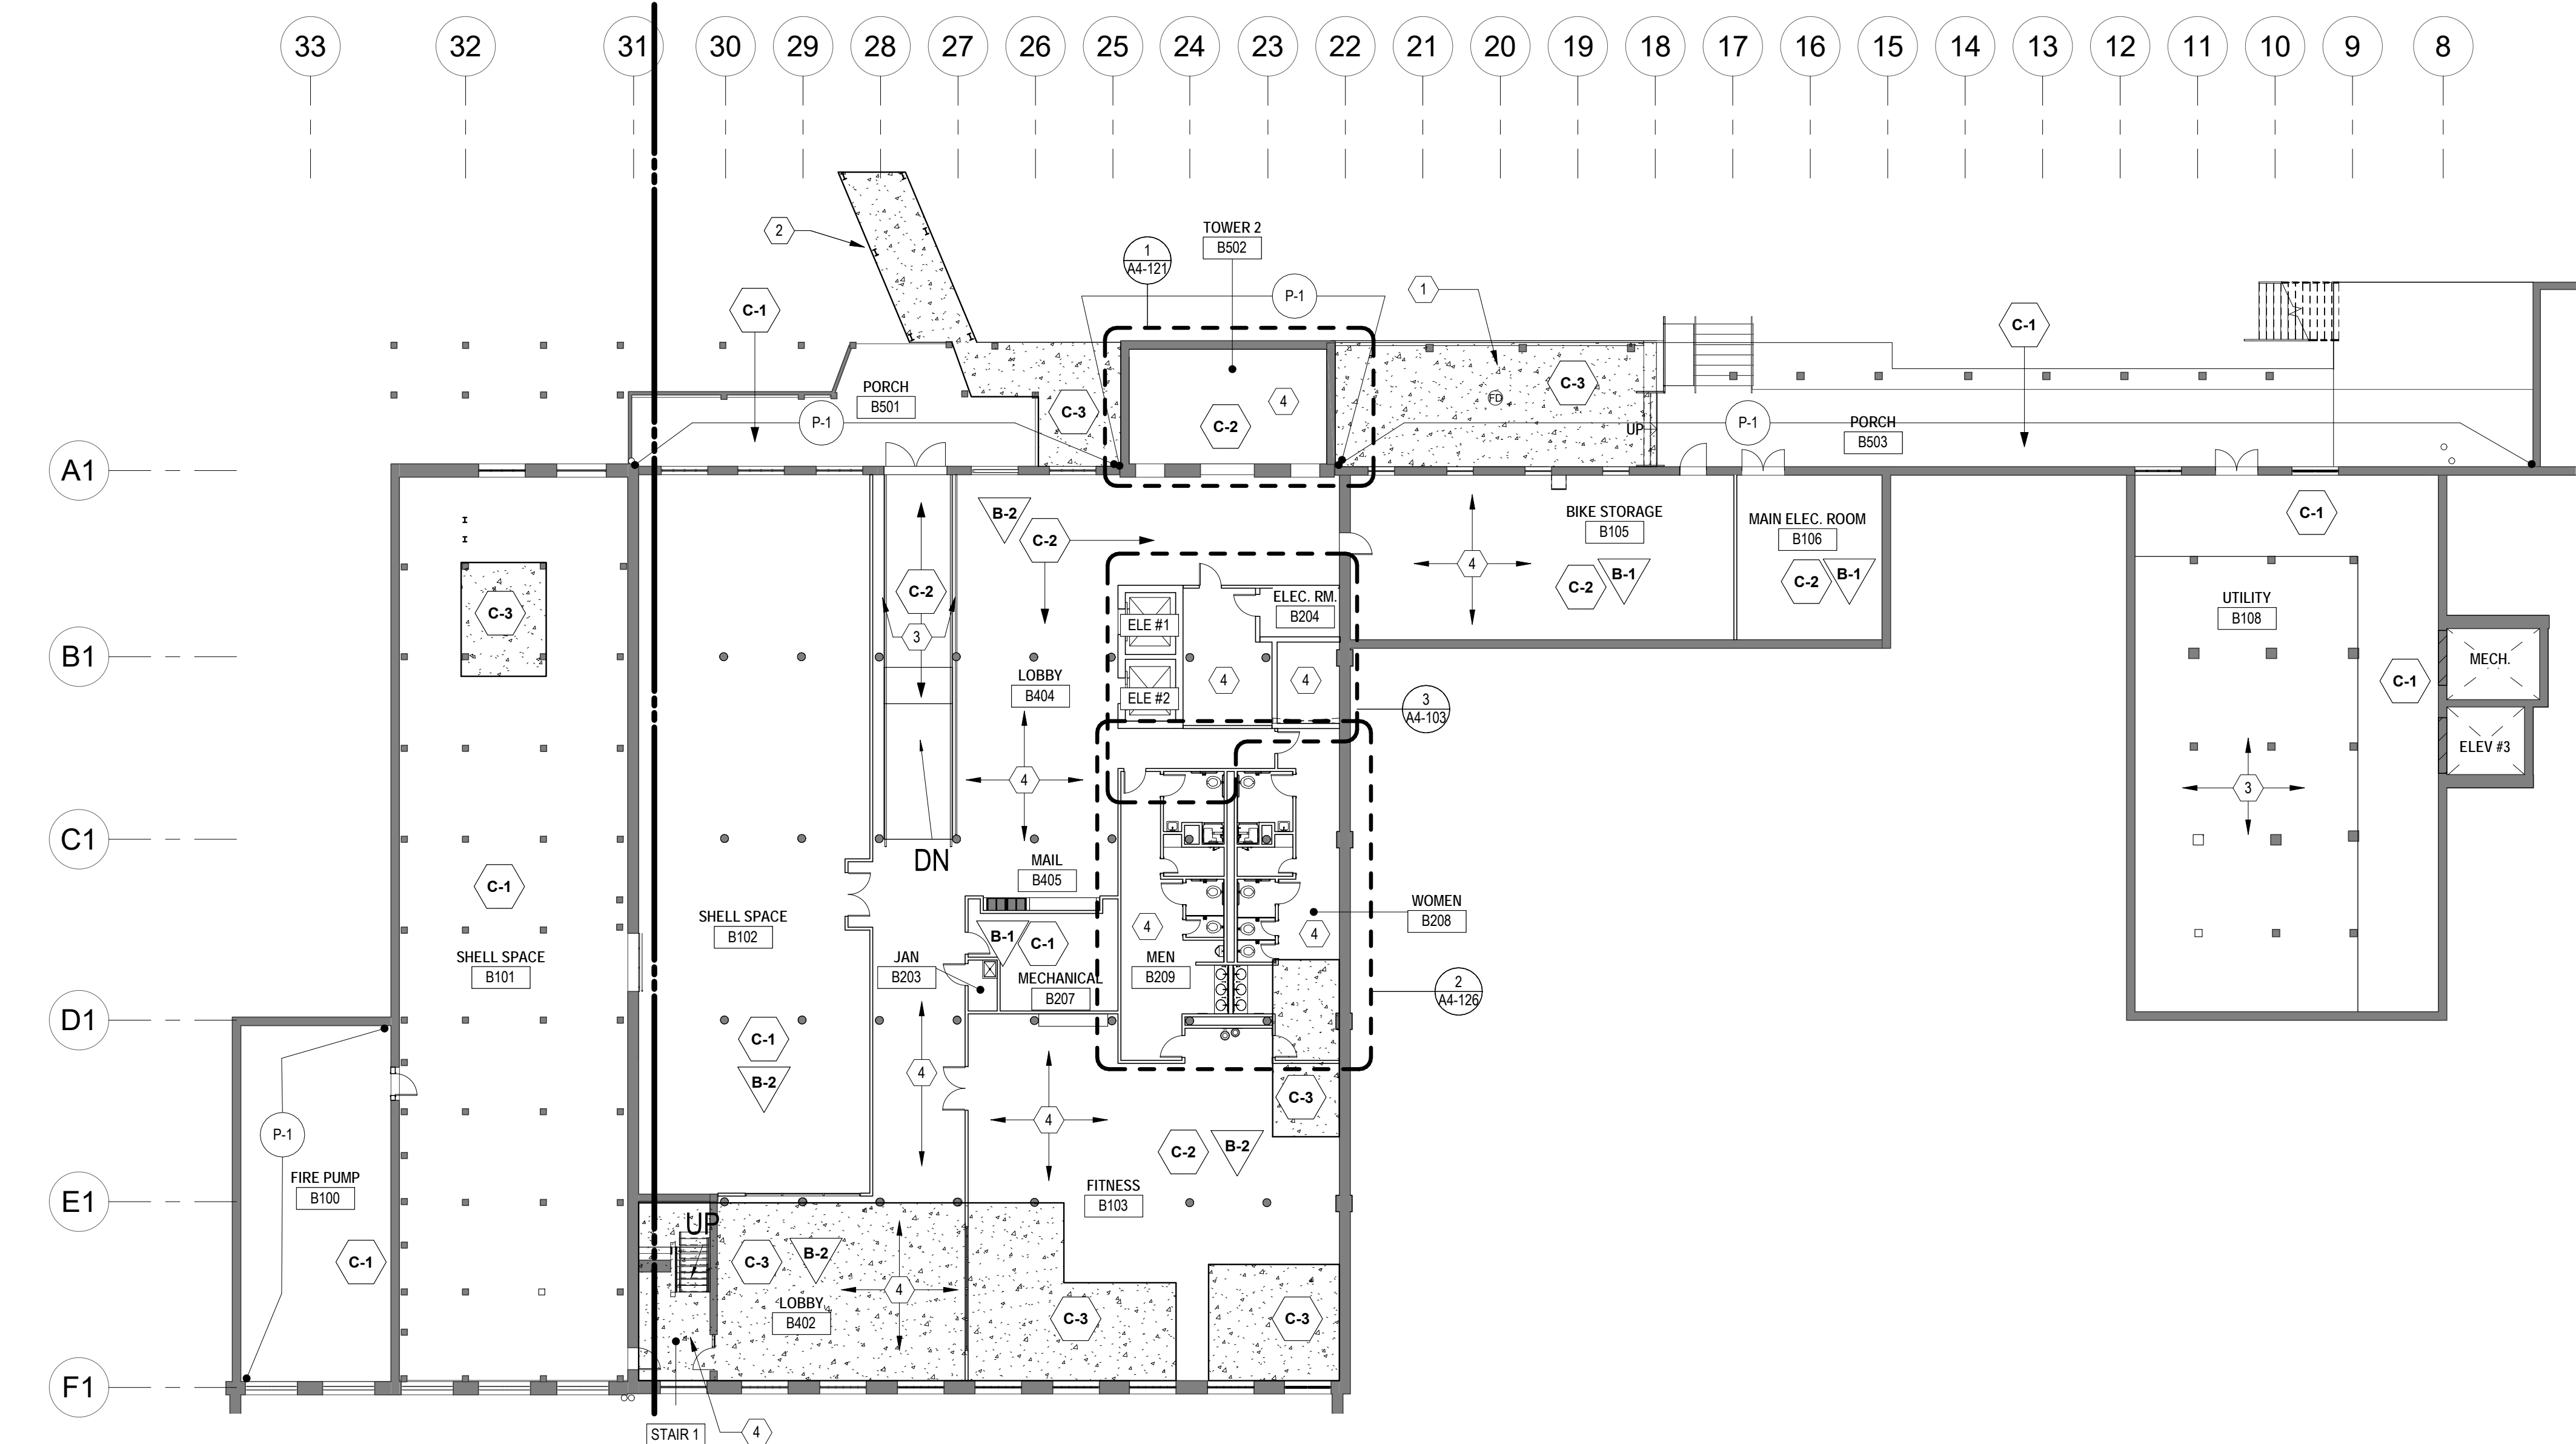 33 32 31 30 29 28 27 26 25 24 23 22 21 20 19 18 17 16 15 14 13 12 11 10 9 8
2
TOWER 2
B502
1
A4-121
P-1
1
C-1
C-1
PORCH
B501
C-3
4
C-2
C-3
FD
UP
P-1
P-1
PORCH
B503
A1
B-2
C-2
BIKE STORAGE
B105
MAIN ELEC. ROOM
B106
C-1
4
C-2
B-1
C-2
B-1
C-2
C-3
ELEC. RM.
B204
ELE #1
UTILITY
B108
3
B1
LOBBY
B404
4
4
ELE #2
3
A4-103
C-1
MECH.
ELEV #3
4
3
C1
DN
MAIL
B405
C-1
SHELL SPACE
B102
WOMEN
B208
4
4
B-1
C-1
SHELL SPACE
B101
JAN
B203
MECHANICAL
B207
MEN
B209
2
A4-126
D1
C-1
B-2
4
C-3
4
P-1
C-2
B-2
FIRE PUMP
B100
FITNESS
B103
E1
UP
C-1
C-3
B-2
4
LOBBY
B402
C-3
C-3
F1
STAIR 1
4